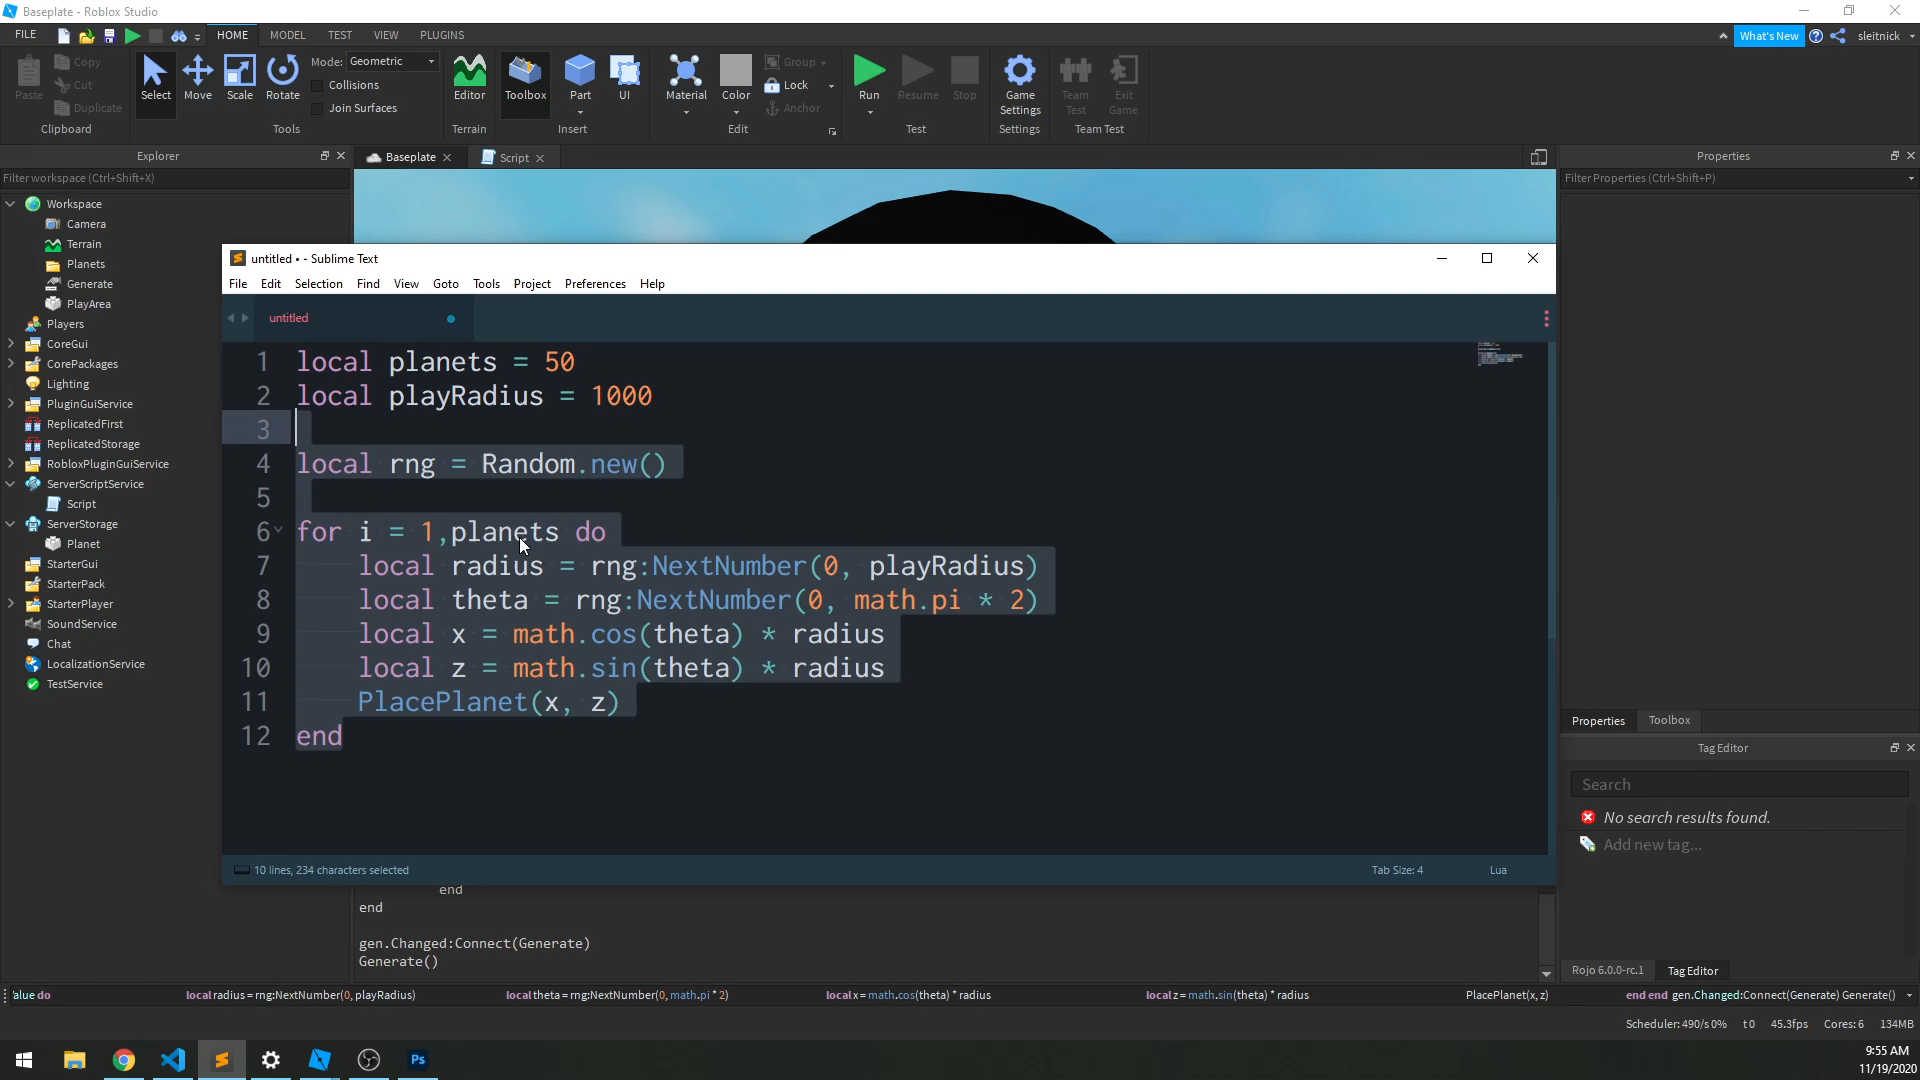 Baseplate - Roblox Studio
FILE HOME MODEL TEST VIEW PLUGINS What's New sleitnick
Paste Copy Cut Duplicate Clipboard
Select Move Scale Rotate Mode: Geometric Collisions Join Surfaces Tools
Editor Terrain
Toolbox Part UI Insert
Material Color Group Lock Anchor Edit
Run Resume Stop Test
Game Settings Settings
Team Test Exit Game Team Test
Explorer
Filter workspace (Ctrl+Shift+X)
Workspace
Camera
Terrain
Planets
Generate
PlayArea
Players
CoreGui
CorePackages
Lighting
PluginGuiService
ReplicatedFirst
ReplicatedStorage
RobloxPluginGuiService
ServerScriptService
Script
ServerStorage
Planet
StarterGui
StarterPack
StarterPlayer
SoundService
Chat
LocalizationService
TestService
Baseplate Script
untitled • - Sublime Text
File Edit Selection Find View Goto Tools Project Preferences Help
untitled
1 local planets = 50
2 local playRadius = 1000
3
4 local rng = Random.new()
5
6 for i = 1,planets do
7 local radius = rng:NextNumber(0, playRadius)
8 local theta = rng:NextNumber(0, math.pi * 2)
9 local x = math.cos(theta) * radius
10 local z = math.sin(theta) * radius
11 PlacePlanet(x, z)
12 end
10 lines, 234 characters selected Tab Size: 4 Lua
end
end
gen.Changed:Connect(Generate)
Generate()
Properties
Filter Properties (Ctrl+Shift+P)
Properties Toolbox
Tag Editor
Search
No search results found.
Add new tag...
Rojo 6.0.0-rc.1 Tag Editor
alue do local radius = rng:NextNumber(0, playRadius) local theta = rng:NextNumber(0, math.pi * 2) local x = math.cos(theta) * radius local z = math.sin(theta) * radius PlacePlanet(x, z) end end gen.Changed:Connect(Generate) Generate()
Scheduler: 490/s 0% t 0 45.3fps Cores: 6 134MB
Ps
9:55 AM
11/19/2020